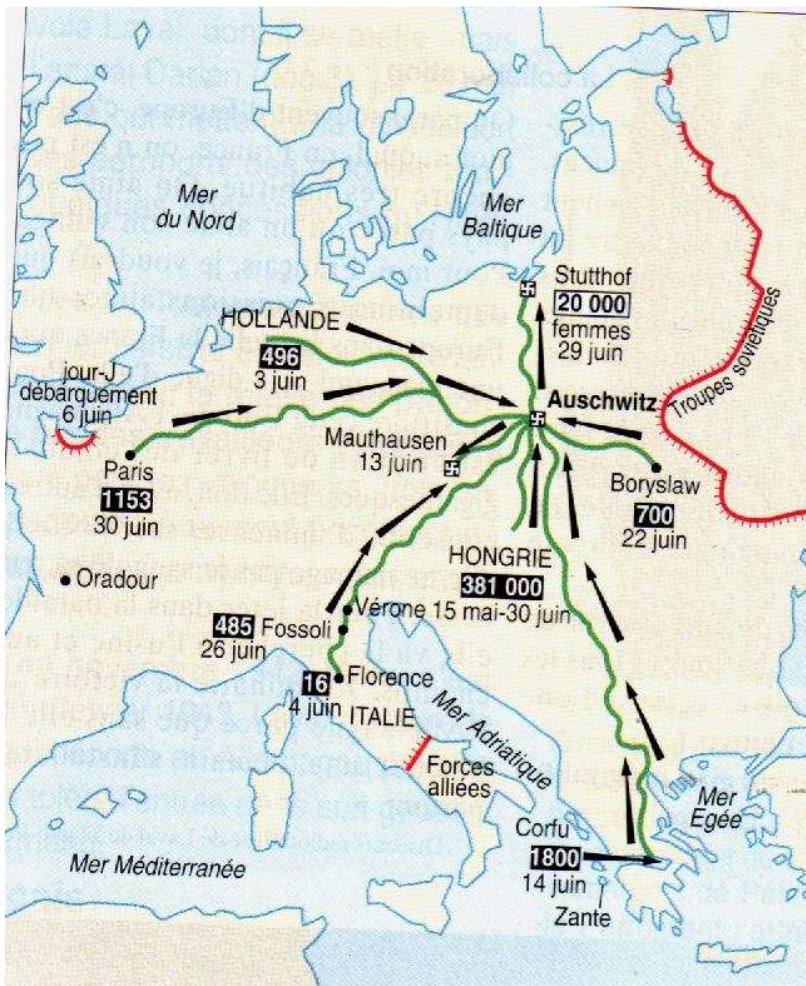 Mer
du Nord
Mer
Baltique
Stutthof
20 000
femmes
29 juin
Troupes soviétiques
HOLLANDE
496
3 juin
jour-J
débarquement
6 juin
Auschwitz
Mauthausen
13 juin
Paris
1153
30 juin
Boryslaw
700
22 juin
HONGRIE
381 000
15 mai-30 juin
Oradour
Vérone
485 Fossoli
26 juin
16 Florence
4 juin
ITALIE
Mer Adriatique
Forces
alliées
Mer
Egée
Corfu
1800
14 juin
Zante
Mer Méditerranée